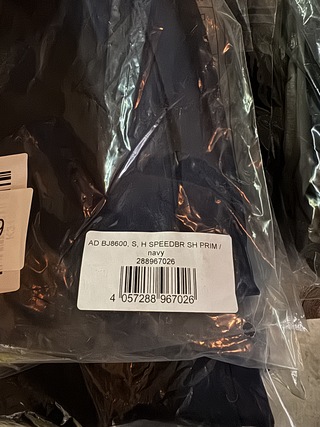 AD BJ8600, S, H SPEEDBR SH PRIM /
navy
288967026
4 057288 967026